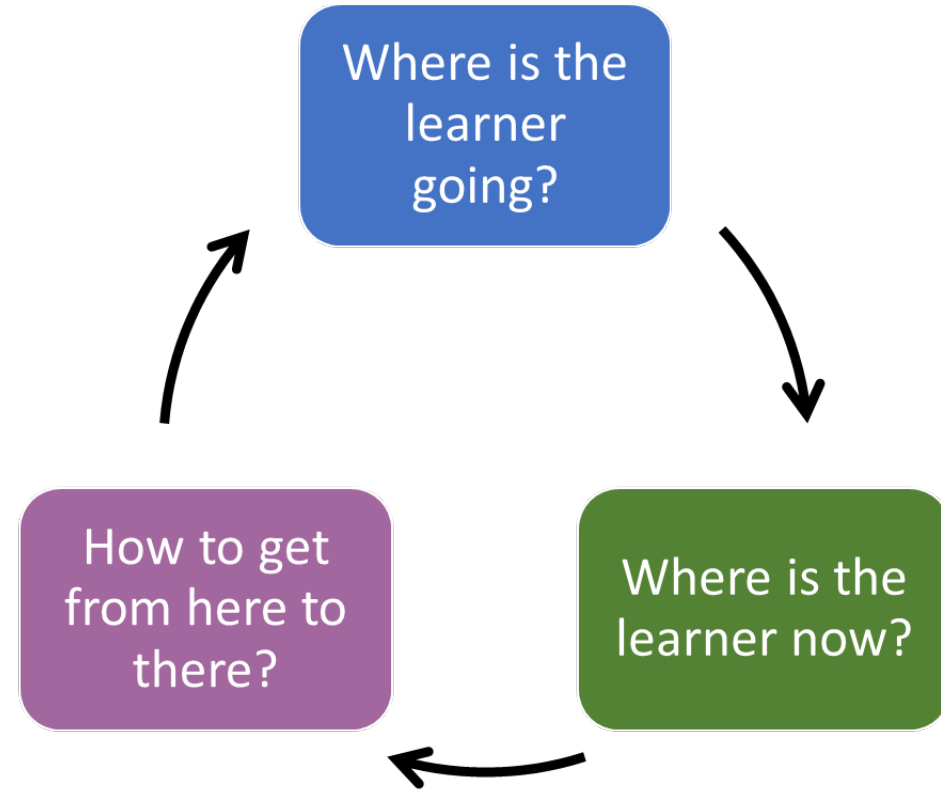 Where is the
learner
going?
Where is the
learner now?
How to get
from here to
there?